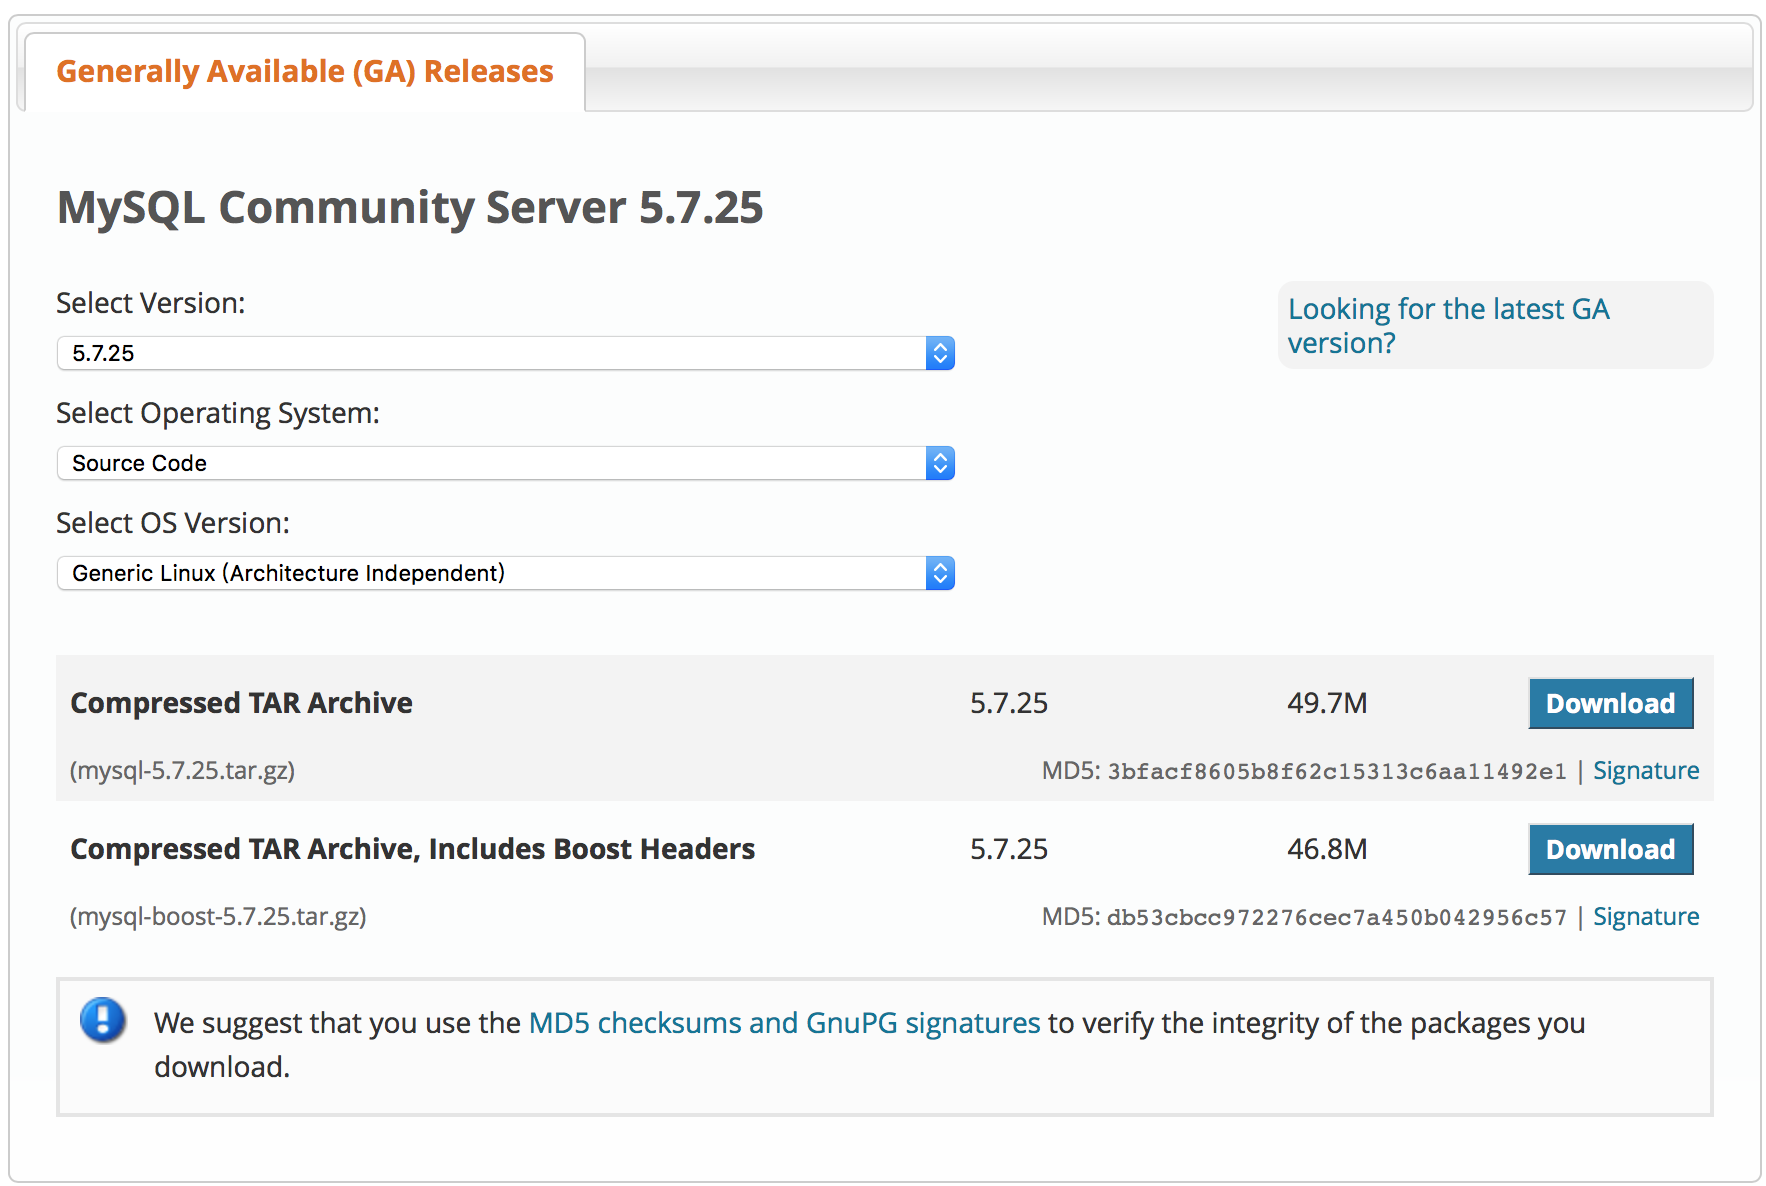 Generally Available (GA) Releases
MySQL Community Server 5.7.25
Select Version:
Looking for the latest GA
version?
5.7.25
Select Operating System:
Source Code
Select OS Version:
Generic Linux (Architecture Independent)
Compressed TAR Archive 5.7.25 49.7M Download
(mysql-5.7.25.tar.gz) MD5: 3bfacf8605b8f62c15313c6aa11492e1 | Signature
Compressed TAR Archive, Includes Boost Headers 5.7.25 46.8M Download
(mysql-boost-5.7.25.tar.gz) MD5: db53cbcc972276cec7a450b042956c57 | Signature
We suggest that you use the MD5 checksums and GnuPG signatures to verify the integrity of the packages you
download.